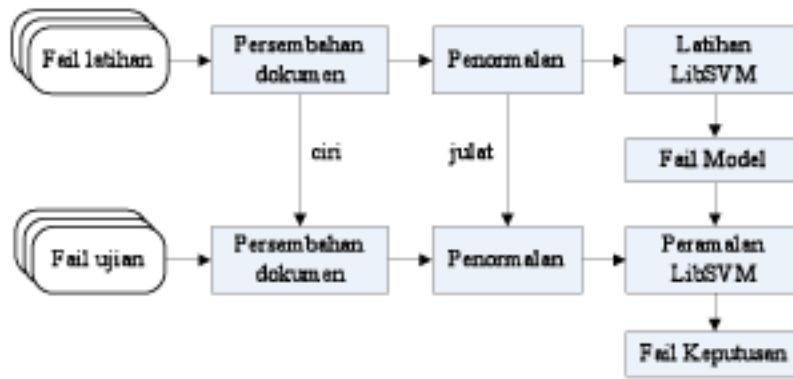 Fail latihan
Persembahan
dokumen
Penormalan
Latihan
LibSVM
ciri
julat
Fail Model
Fail ujian
Persembahan
dokumen
Penormalan
Peramalan
LibSVM
Fail Keputusan